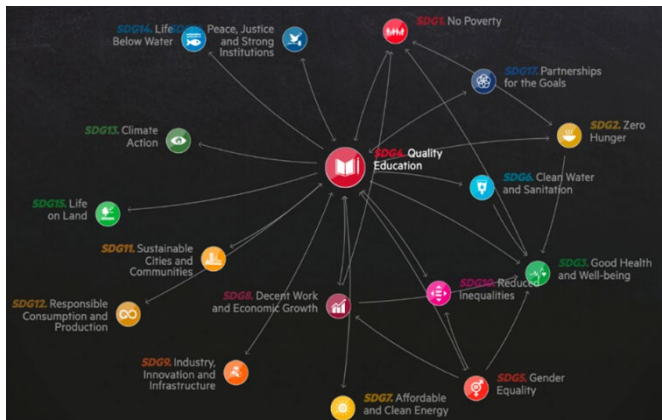 SDG14. Life
Below Water
Peace, Justice
and Strong
Institutions
SDG1. No Poverty
SDG17. Partnerships
for the Goals
SDG13. Climate
Action
SDG2. Zero
Hunger
SDG4. Quality
Education
SDG6. Clean Water
and Sanitation
SDG15. Life
on Land
SDG11. Sustainable
Cities and
Communities
SDG3. Good Health
and Well-being
SDG12. Responsible
Consumption and
Production
SDG8. Decent Work
and Economic Growth
SDG10. Reduced
Inequalities
SDG9. Industry,
Innovation and
Infrastructure
SDG5. Gender
Equality
SDG7. Affordable
and Clean Energy